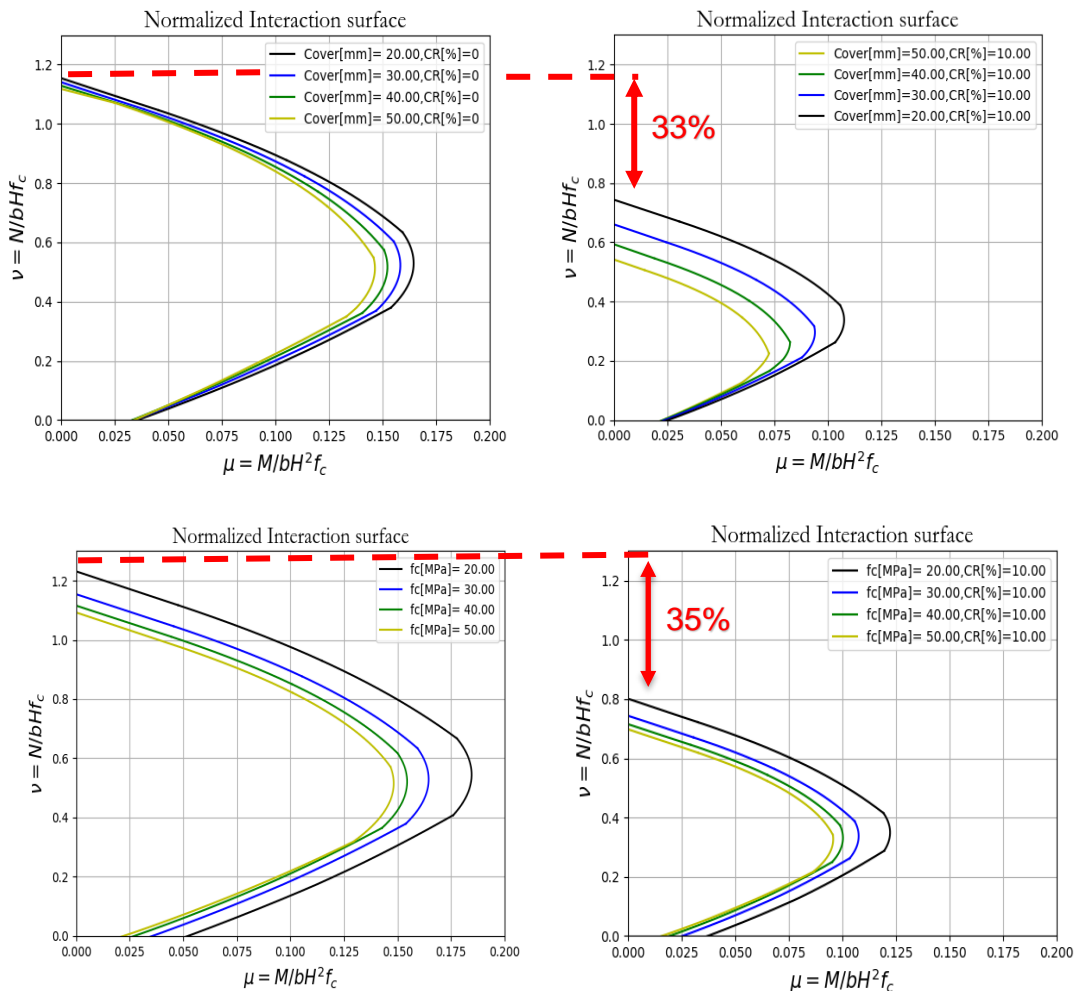 Normalized Interaction surface
Cover[mm]= 20.00,CR[%]=0
Cover[mm]= 30.00,CR[%]=0
Cover[mm]= 40.00,CR[%]=0
Cover[mm]= 50.00,CR[%]=0
1.2
1.0
0.8
0.6
0.4
0.2
0.0
ν = N/bHf_c
0.000 0.025 0.050 0.075 0.100 0.125 0.150 0.175 0.200
μ = M/bH²f_c
Normalized Interaction surface
Cover[mm]=50.00,CR[%]=10.00
Cover[mm]=40.00,CR[%]=10.00
Cover[mm]=30.00,CR[%]=10.00
Cover[mm]=20.00,CR[%]=10.00
33%
1.2
1.0
0.8
0.6
0.4
0.2
0.0
ν = N/bHf_c
0.000 0.025 0.050 0.075 0.100 0.125 0.150 0.175 0.200
μ = M/bH²f_c
Normalized Interaction surface
fc[MPa]= 20.00
fc[MPa]= 30.00
fc[MPa]= 40.00
fc[MPa]= 50.00
1.2
1.0
0.8
0.6
0.4
0.2
0.0
ν = N/bHf_c
0.000 0.025 0.050 0.075 0.100 0.125 0.150 0.175 0.200
μ = M/bH²f_c
Normalized Interaction surface
fc[MPa]= 20.00,CR[%]=10.00
fc[MPa]= 30.00,CR[%]=10.00
fc[MPa]= 40.00,CR[%]=10.00
fc[MPa]= 50.00,CR[%]=10.00
35%
1.2
1.0
0.8
0.6
0.4
0.2
0.0
ν = N/bHf_c
0.000 0.025 0.050 0.075 0.100 0.125 0.150 0.175 0.200
μ = M/bH²f_c